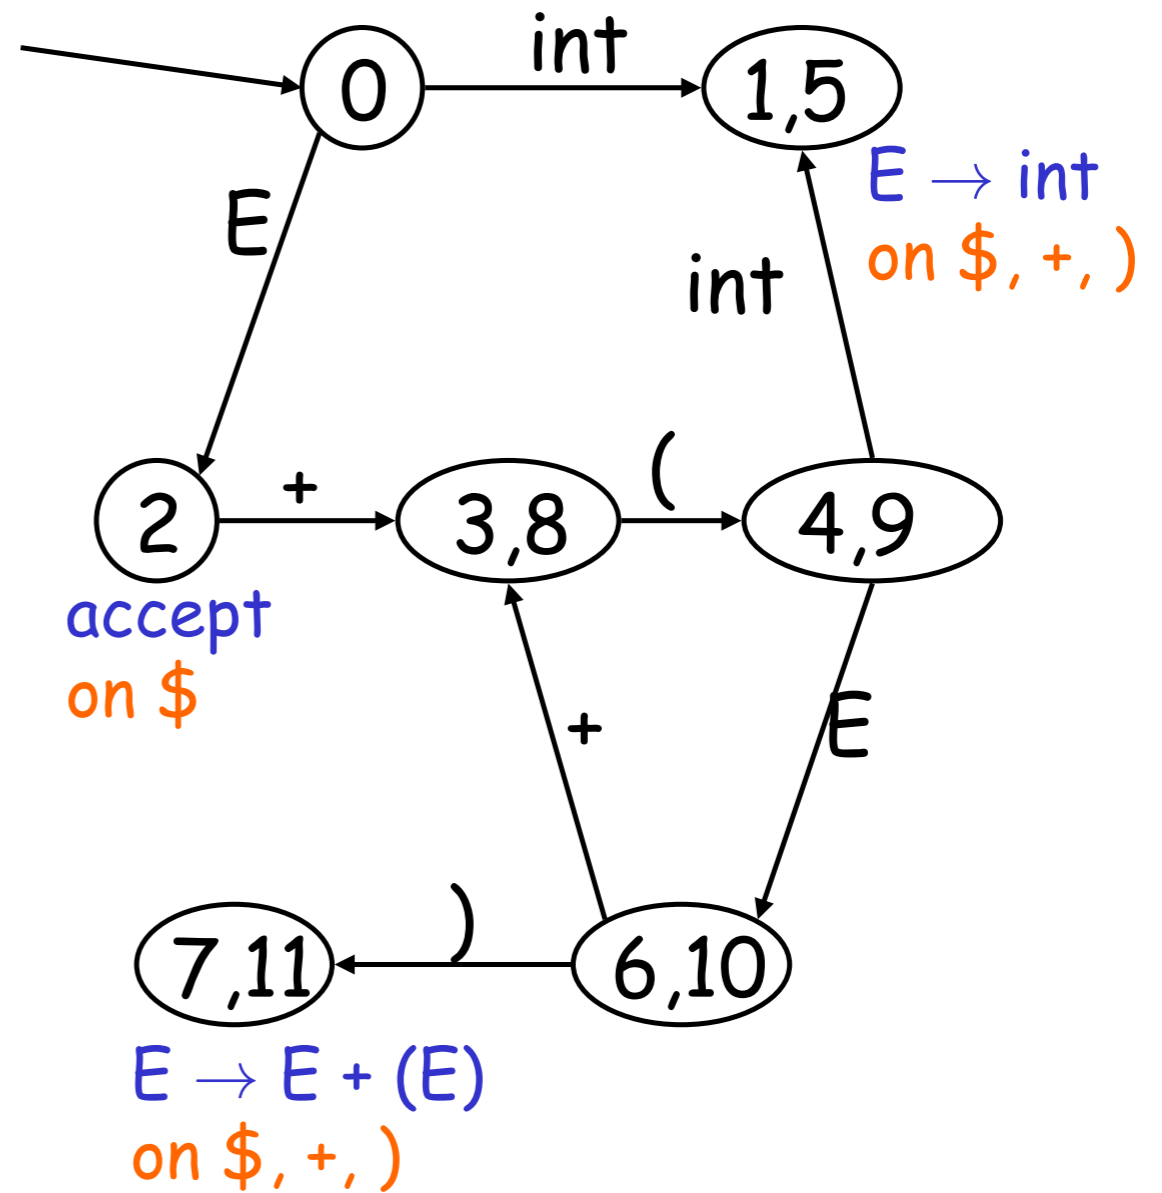 int
0
1,5
E → int
on $, +, )
E
int
+
(
2
3,8
4,9
accept
on $
+
E
)
7,11
6,10
E → E + (E)
on $, +, )